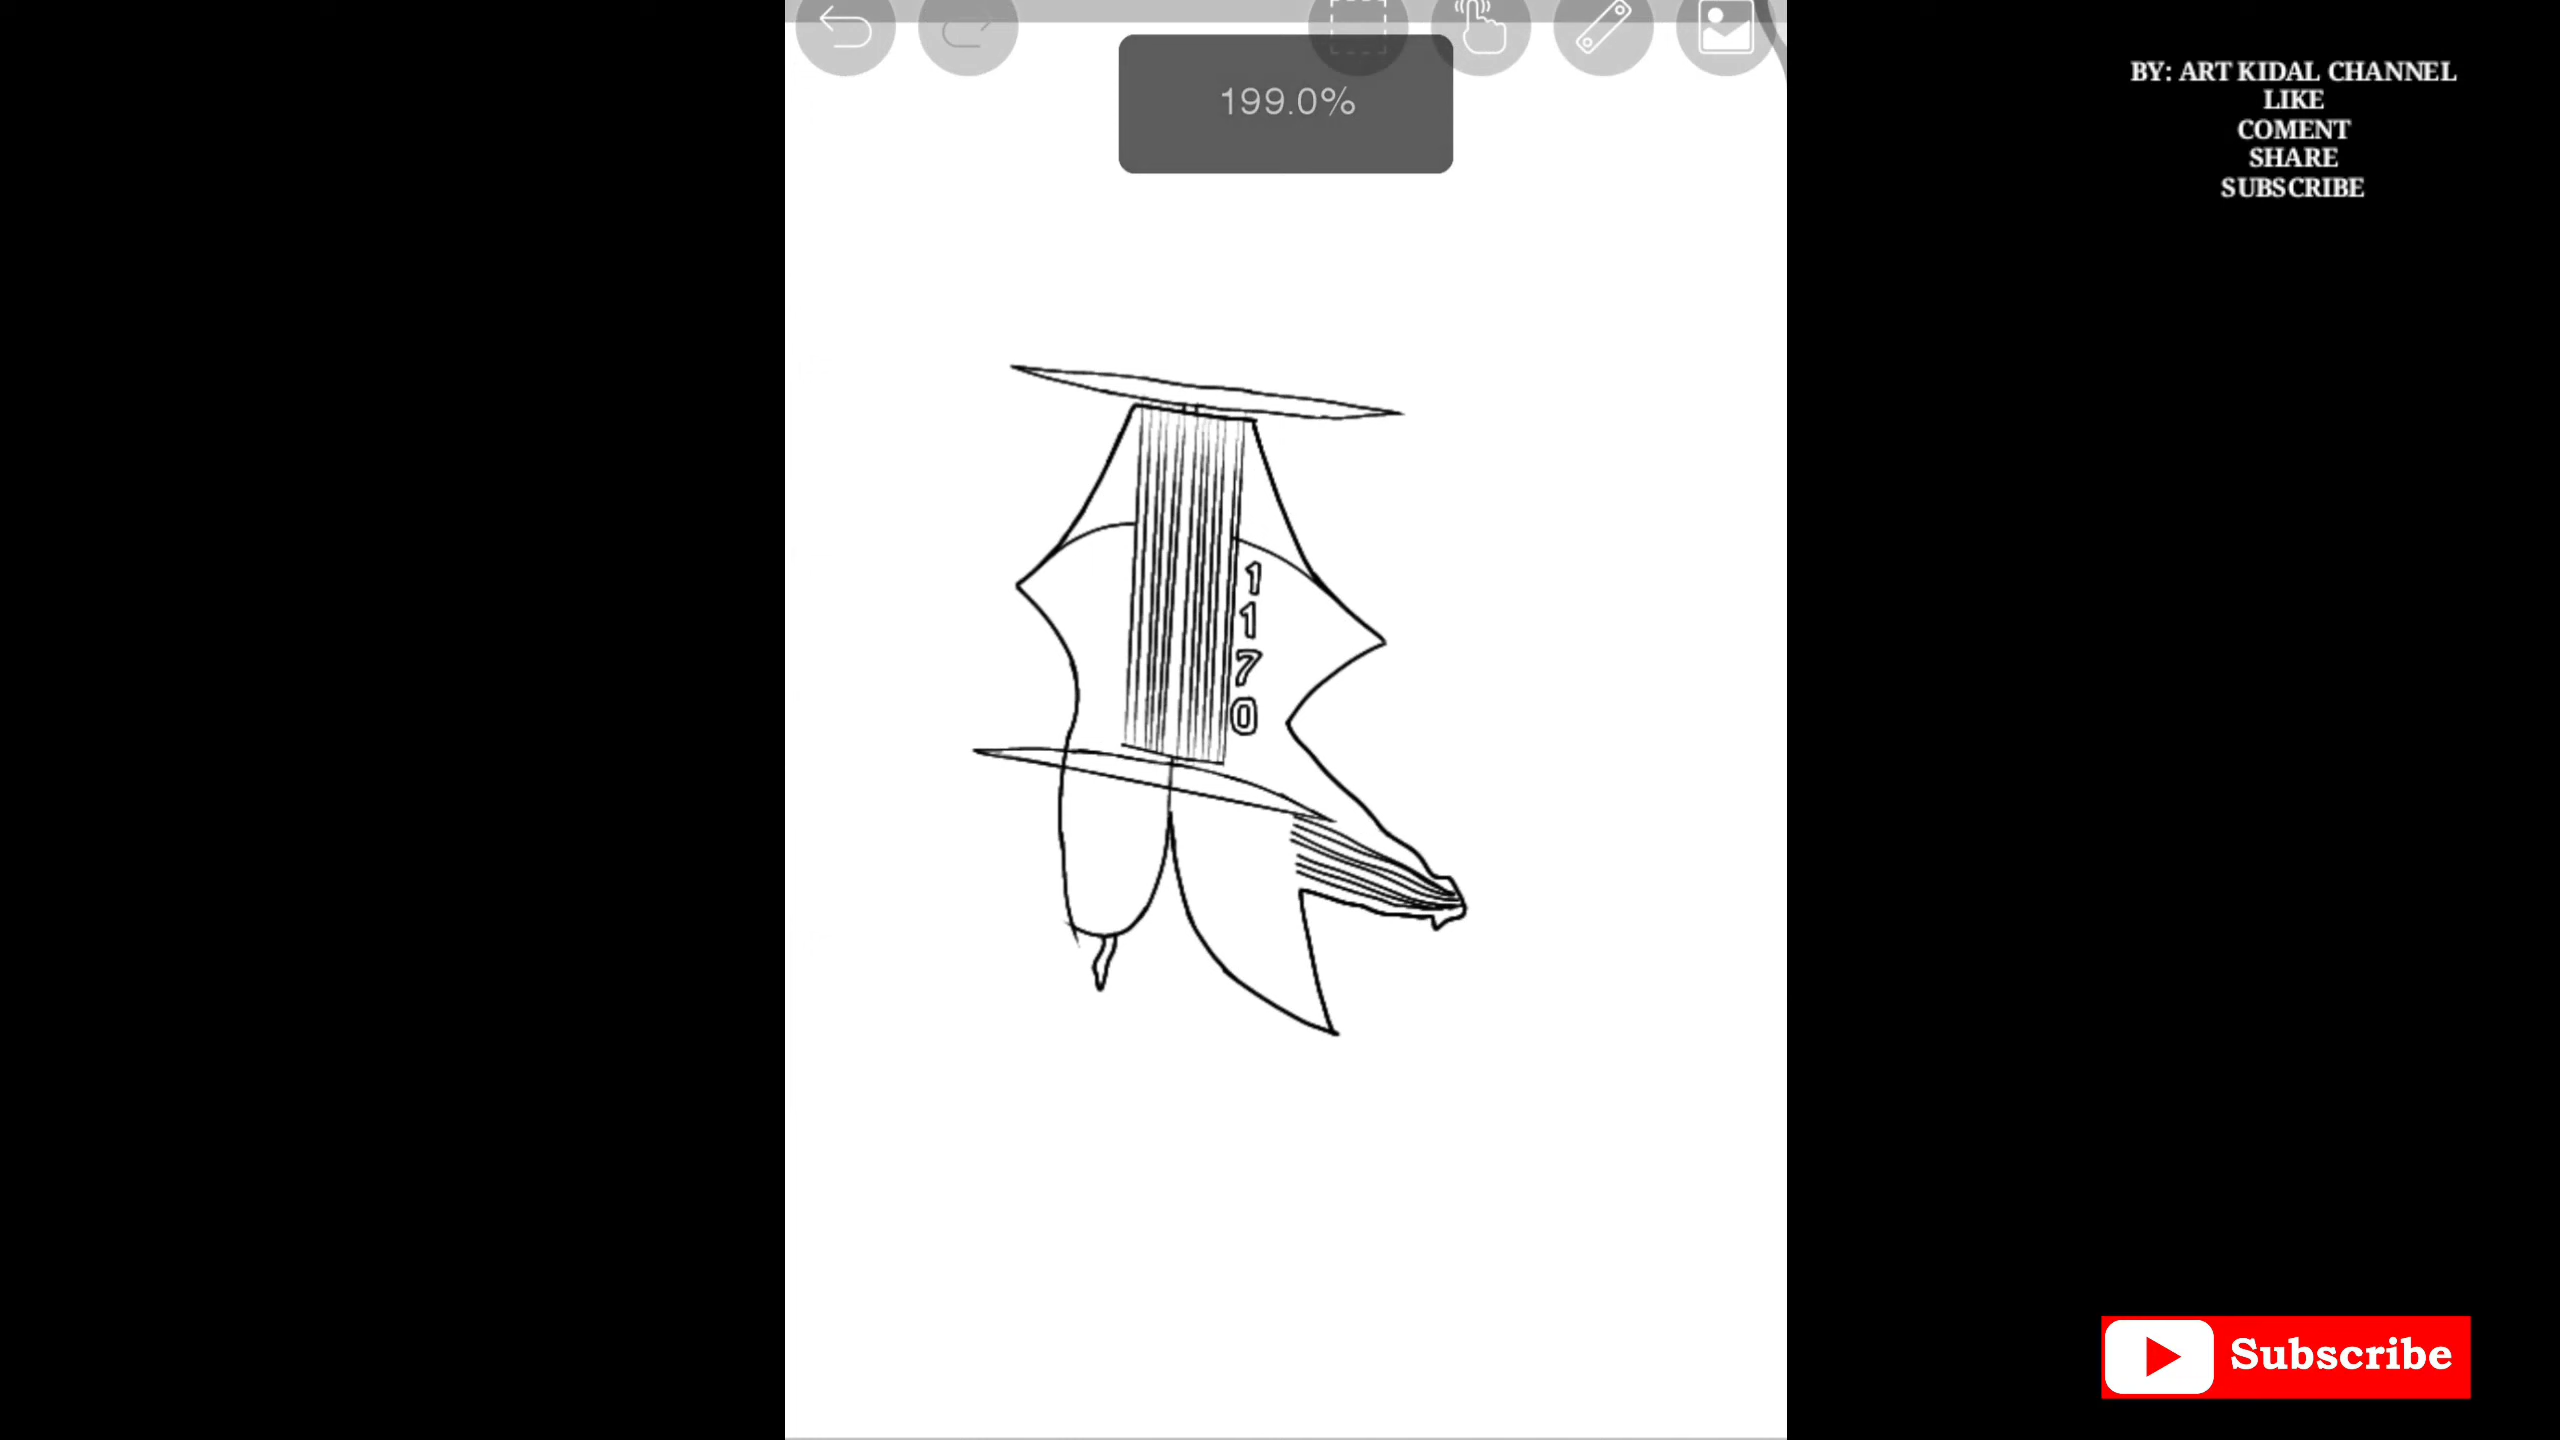 199.0%
BY: ART KIDAL CHANNEL
LIKE
COMENT
SHARE
SUBSCRIBE
1
1
7
0
Subscribe